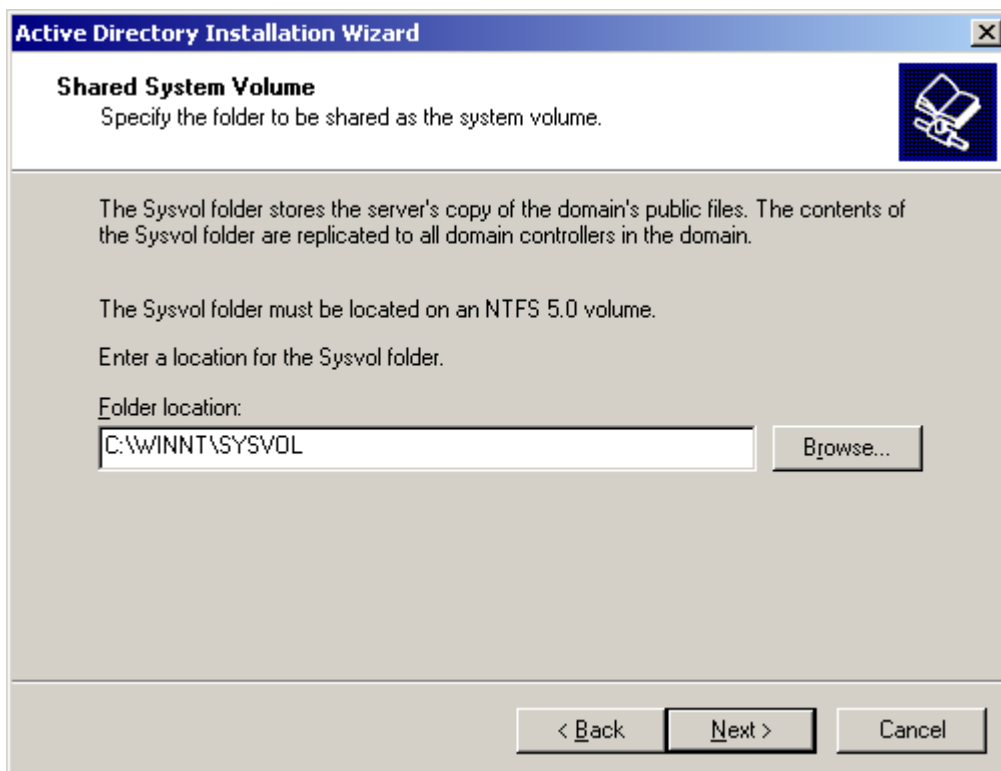 Active Directory Installation Wizard
Shared System Volume
Specify the folder to be shared as the system volume.
The Sysvol folder stores the server's copy of the domain's public files. The contents of
the Sysvol folder are replicated to all domain controllers in the domain.
The Sysvol folder must be located on an NTFS 5.0 volume.
Enter a location for the Sysvol folder.
Folder location:
C:\WINNT\SYSVOL Browse...
< Back Next > Cancel